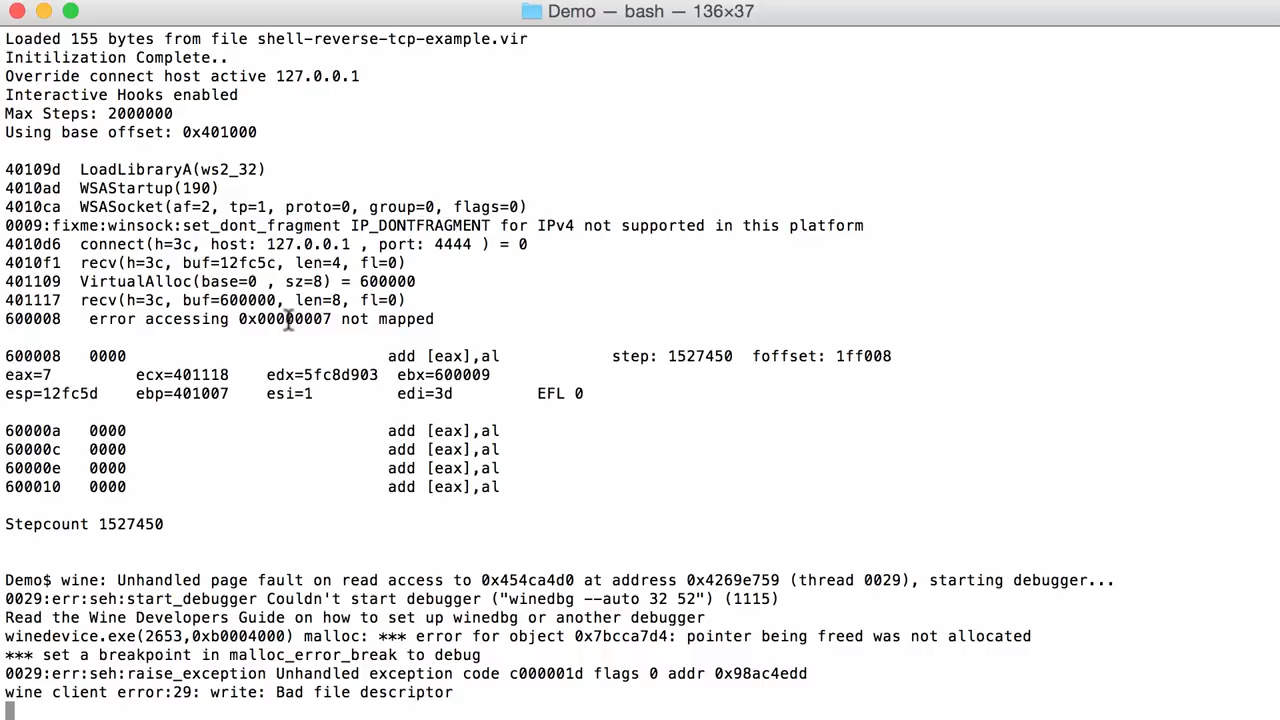 Demo — bash — 136×37
Loaded 155 bytes from file shell-reverse-tcp-example.vir
Initilization Complete..
Override connect host active 127.0.0.1
Interactive Hooks enabled
Max Steps: 2000000
Using base offset: 0x401000
40109d  LoadLibraryA(ws2_32)
4010ad  WSAStartup(190)
4010ca  WSASocket(af=2, tp=1, proto=0, group=0, flags=0)
0009:fixme:winsock:set_dont_fragment IP_DONTFRAGMENT for IPv4 not supported in this platform
4010d6  connect(h=3c, host: 127.0.0.1 , port: 4444 ) = 0
4010f1  recv(h=3c, buf=12fc5c, len=4, fl=0)
401109  VirtualAlloc(base=0 , sz=8) = 600000
401117  recv(h=3c, buf=600000, len=8, fl=0)
600008   error accessing 0x00000007 not mapped
600008   0000                            add [eax],al            step: 1527450  foffset: 1ff008
eax=7         ecx=401118    edx=5fc8d903  ebx=600009
esp=12fc5d    ebp=401007    esi=1         edi=3d         EFL 0
60000a   0000                            add [eax],al
60000c   0000                            add [eax],al
60000e   0000                            add [eax],al
600010   0000                            add [eax],al
Stepcount 1527450
Demo$ wine: Unhandled page fault on read access to 0x454ca4d0 at address 0x4269e759 (thread 0029), starting debugger...
0029:err:seh:start_debugger Couldn't start debugger ("winedbg --auto 32 52") (1115)
Read the Wine Developers Guide on how to set up winedbg or another debugger
winedevice.exe(2653,0xb0004000) malloc: *** error for object 0x7bcca7d4: pointer being freed was not allocated
*** set a breakpoint in malloc_error_break to debug
0029:err:seh:raise_exception Unhandled exception code c000001d flags 0 addr 0x98ac4edd
wine client error:29: write: Bad file descriptor